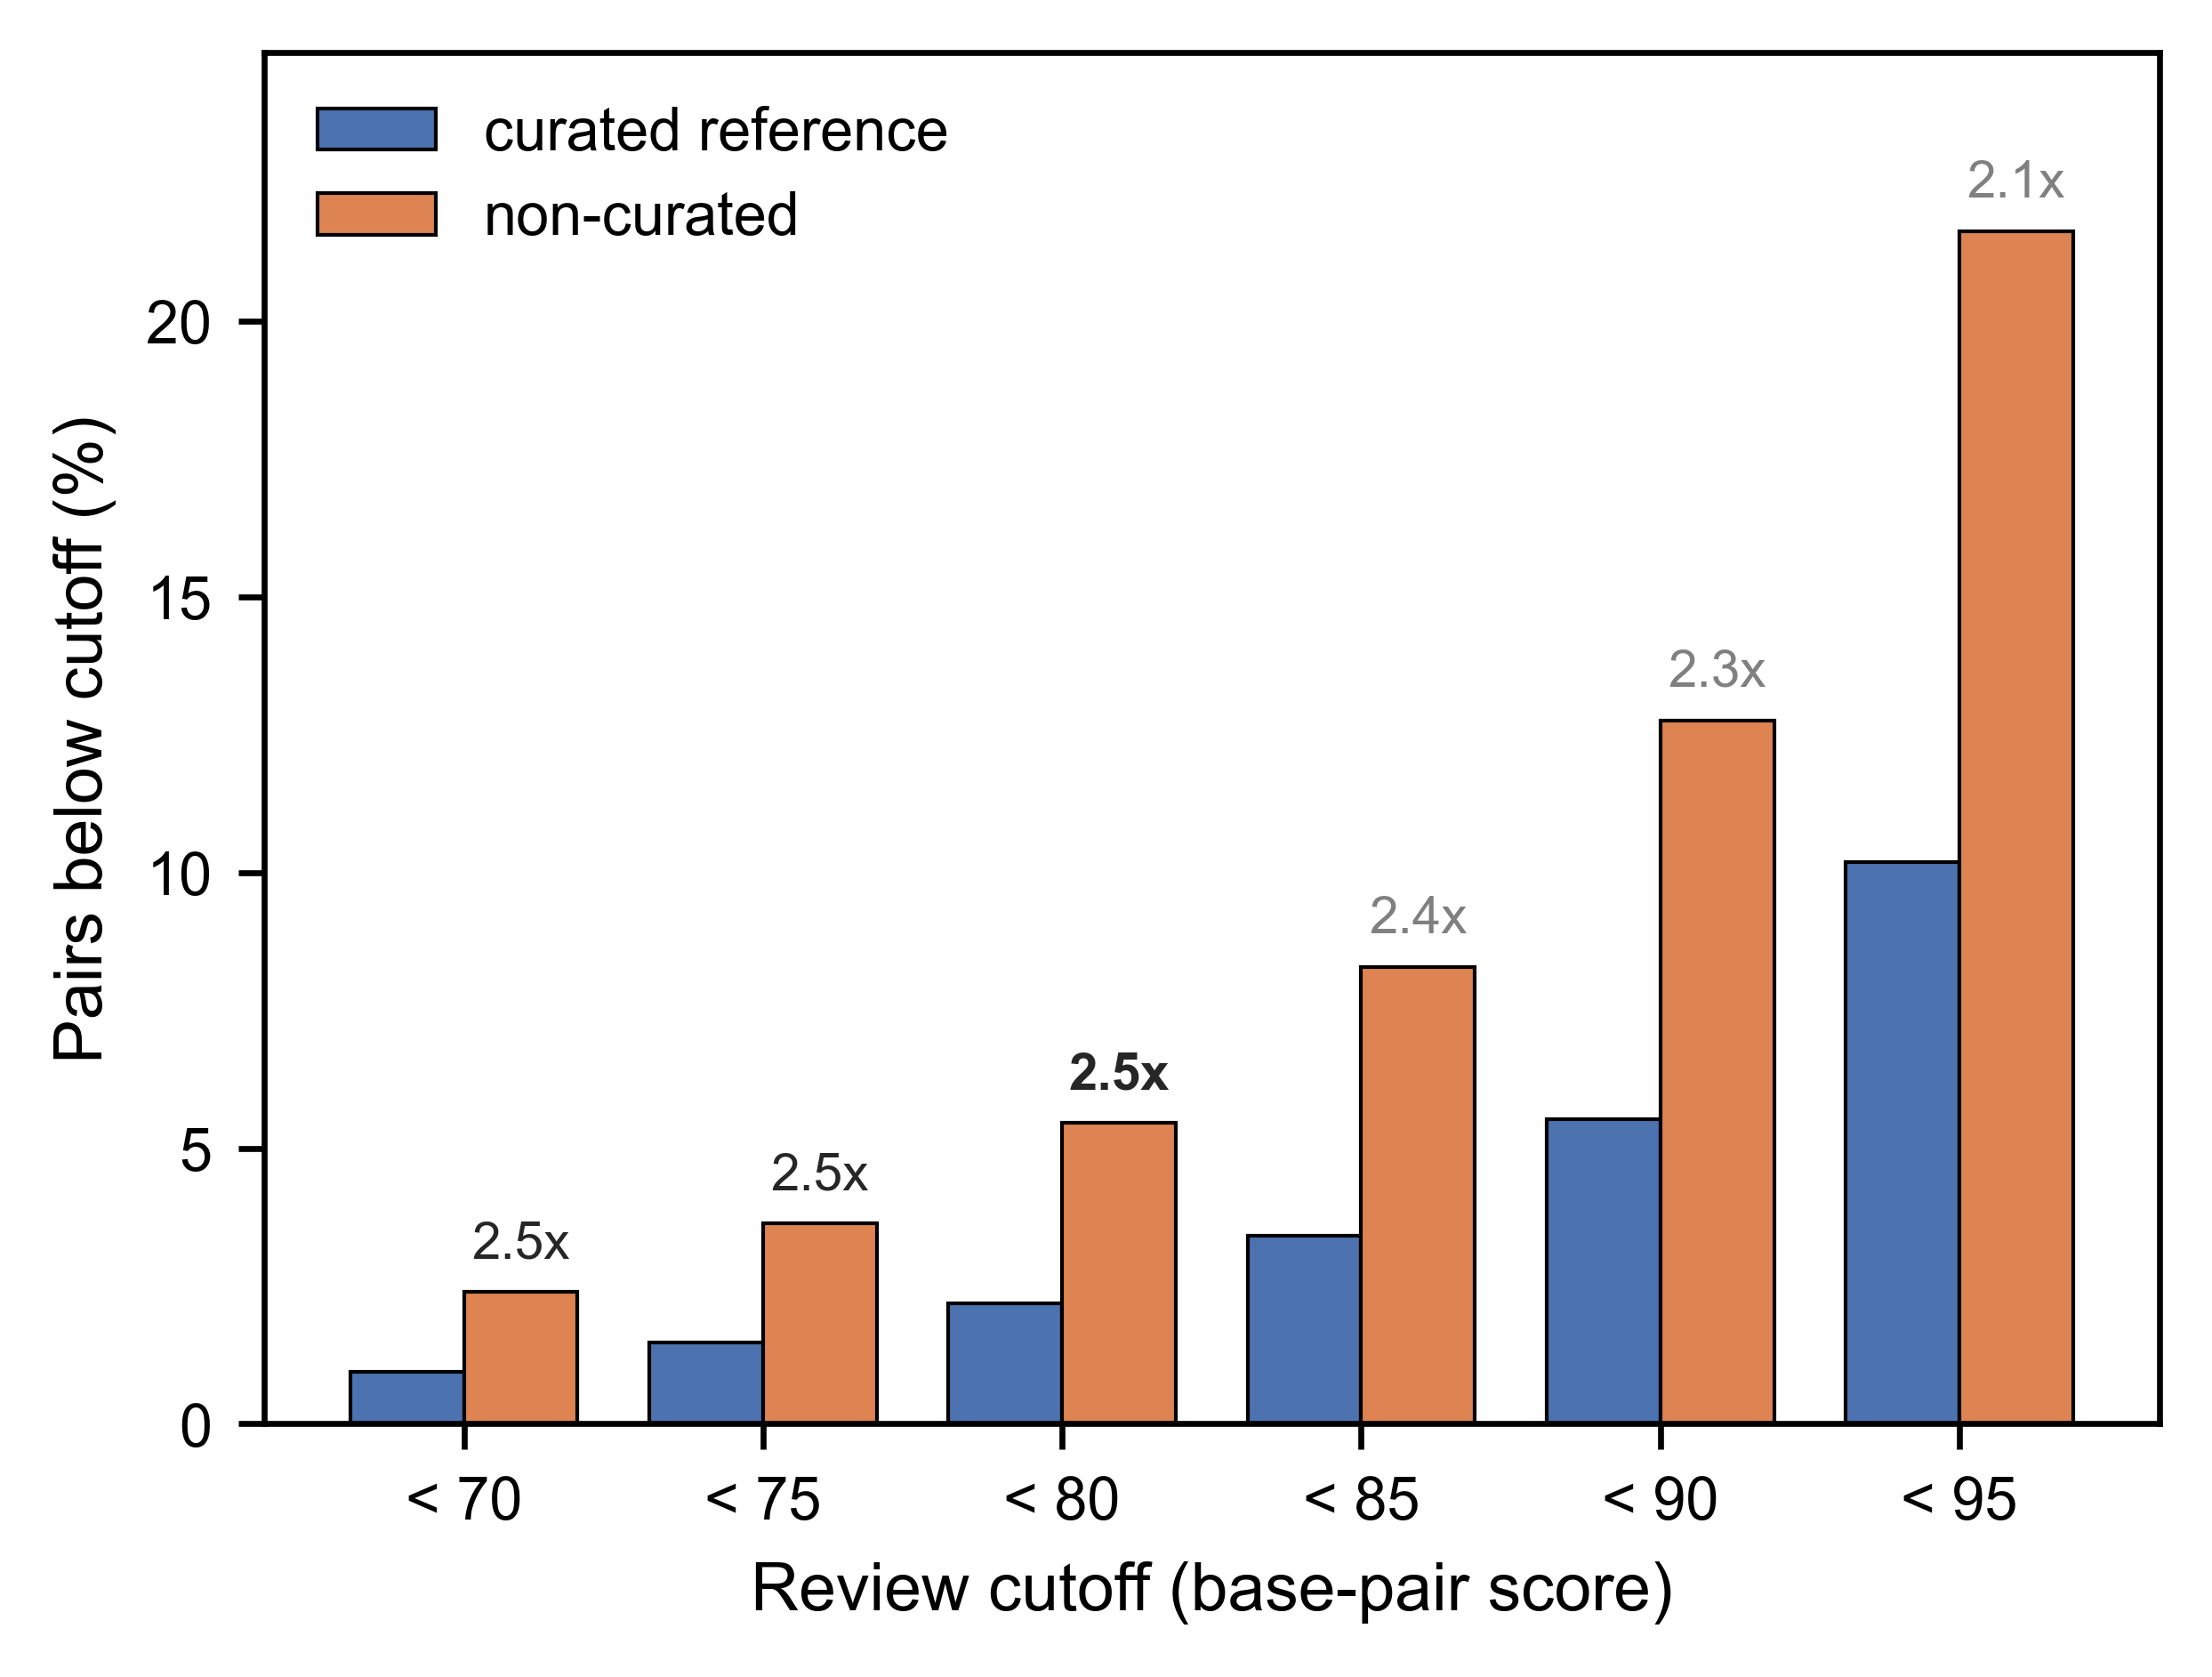 curated reference
non-curated
Pairs below cutoff (%)
20
15
10
5
0
2.5x
2.5x
2.5x
2.4x
2.3x
2.1x
< 70
< 75
< 80
< 85
< 90
< 95
Review cutoff (base-pair score)